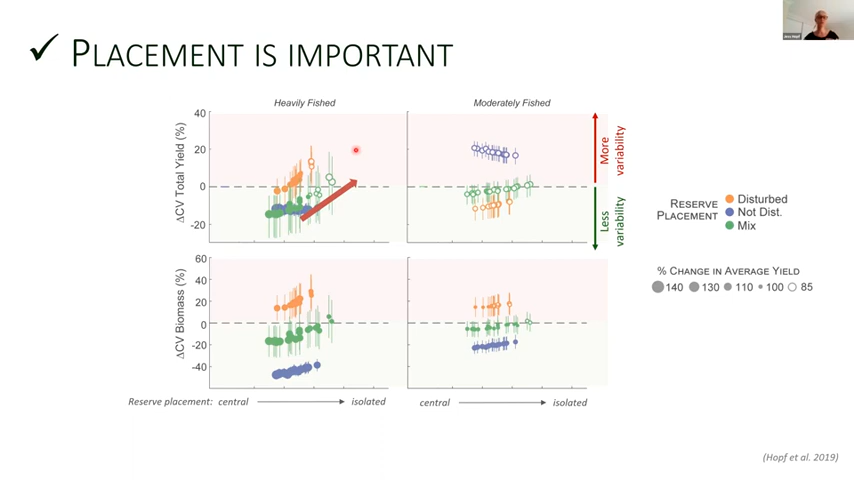 ✓ PLACEMENT IS IMPORTANT
Heavily Fished
Moderately Fished
ΔCV Total Yield (%)
40
20
0
-20
More variability
Less variability
ΔCV Biomass (%)
60
40
20
0
-20
-40
RESERVE PLACEMENT
Disturbed
Not Dist.
Mix
% CHANGE IN AVERAGE YIELD
140 130 110 100 85
Reserve placement: central isolated
central isolated
(Hopf et al. 2019)